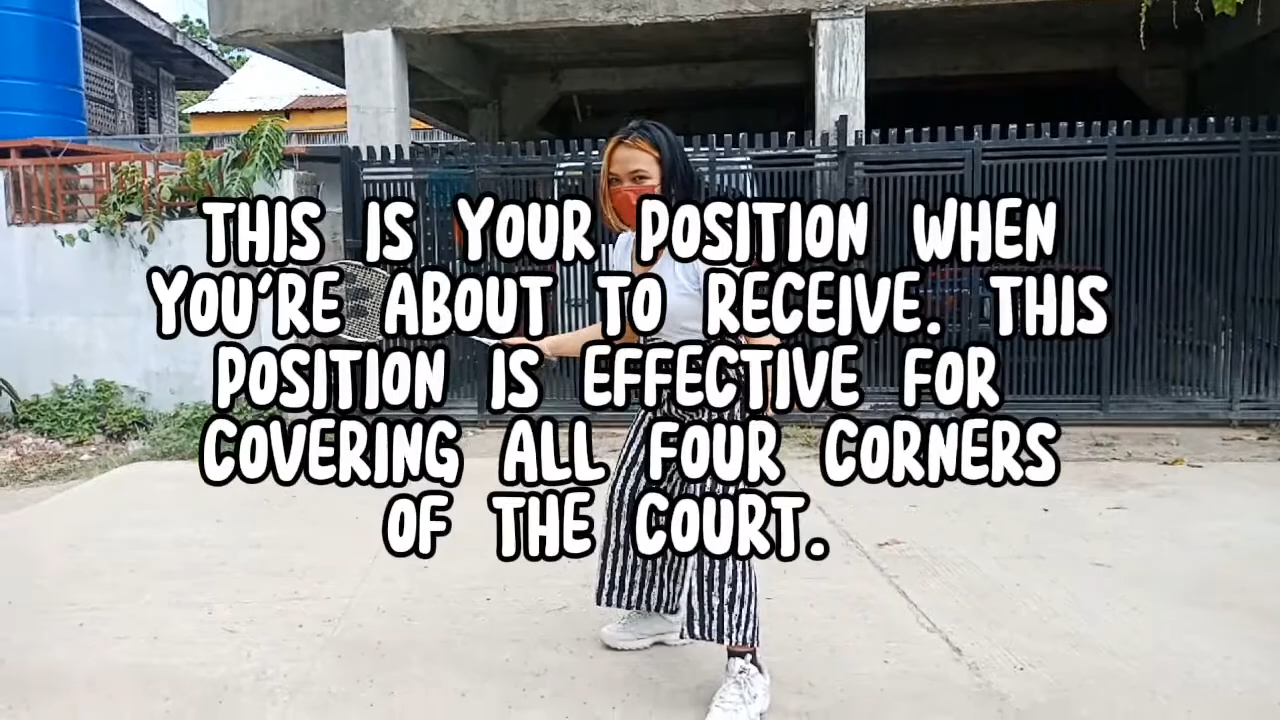 THIS IS YOUR POSITION WHEN
YOU'RE ABOUT TO RECEIVE. THIS
POSITION IS EFFECTIVE FOR
COVERING ALL FOUR CORNERS
OF THE COURT.